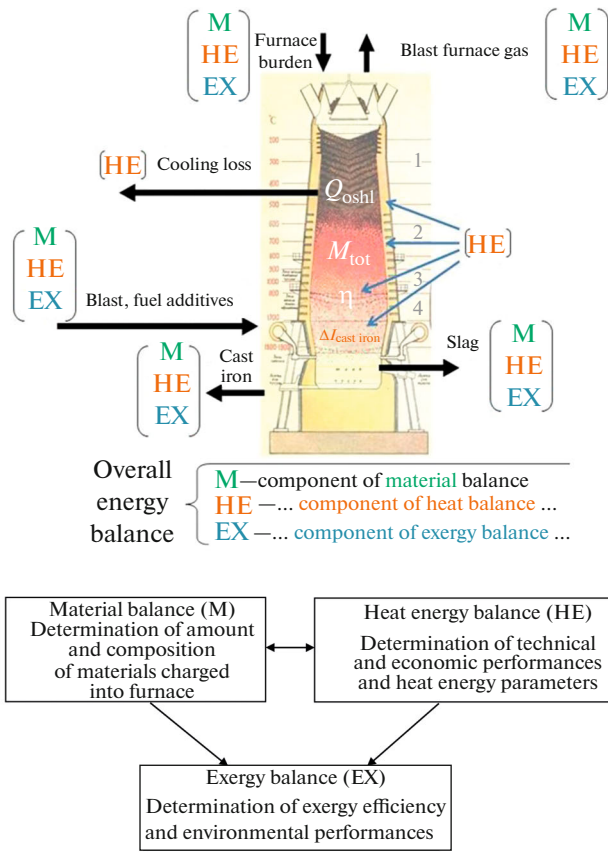 M
HE
EX
Furnace
burden
Blast furnace gas
M
HE
EX
°C
1
[HE]
Cooling loss
Q_oshl
2
[HE]
M
HE
EX
M_tot
3
η
4
Blast, fuel additives
ΔI_cast iron
M
HE
EX
Cast
iron
Slag
M
HE
EX
Overall
energy
balance
M—component of material balance
HE —... component of heat balance ...
EX —... component of exergy balance ...
Material balance (M)
Determination of amount
and composition
of materials charged
into furnace
Heat energy balance (HE)
Determination of technical
and economic performances
and heat energy parameters
Exergy balance (EX)
Determination of exergy efficiency
and environmental performances